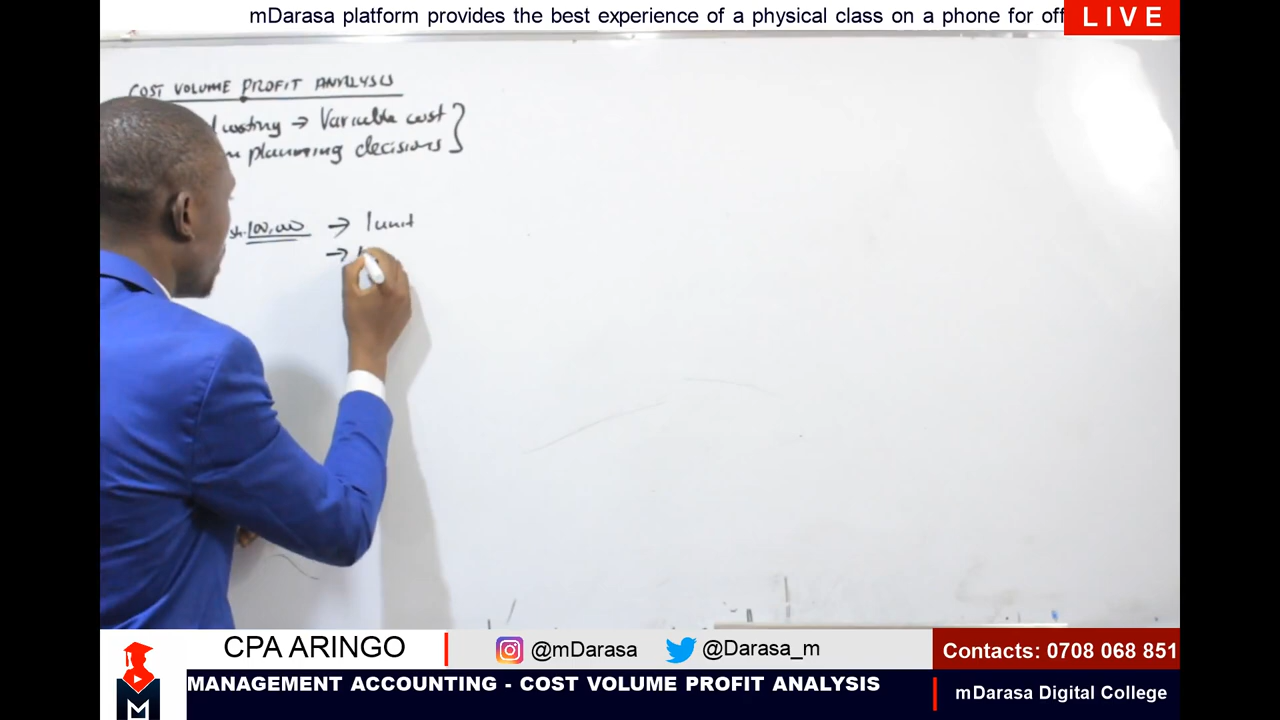 mDarasa platform provides the best experience of a physical class on a phone for off
LIVE
COST VOLUME PROFIT ANALYSIS
costing → Variable cost
planning decisions
sh. 100,000 → 1 unit
→
CPA ARINGO
@mDarasa
@Darasa_m
Contacts: 0708 068 851
MANAGEMENT ACCOUNTING - COST VOLUME PROFIT ANALYSIS
mDarasa Digital College
M